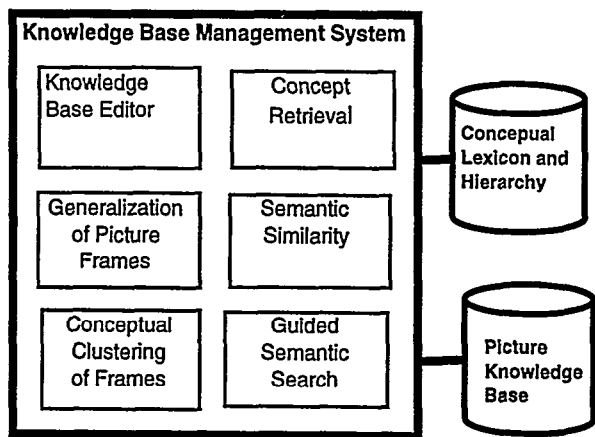 Knowledge Base Management System
Knowledge
Base Editor
Concept
Retrieval
Generalization
of Picture
Frames
Semantic
Similarity
Conceptual
Clustering
of Frames
Guided
Semantic
Search
Concepual
Lexicon and
Hierarchy
Picture
Knowledge
Base